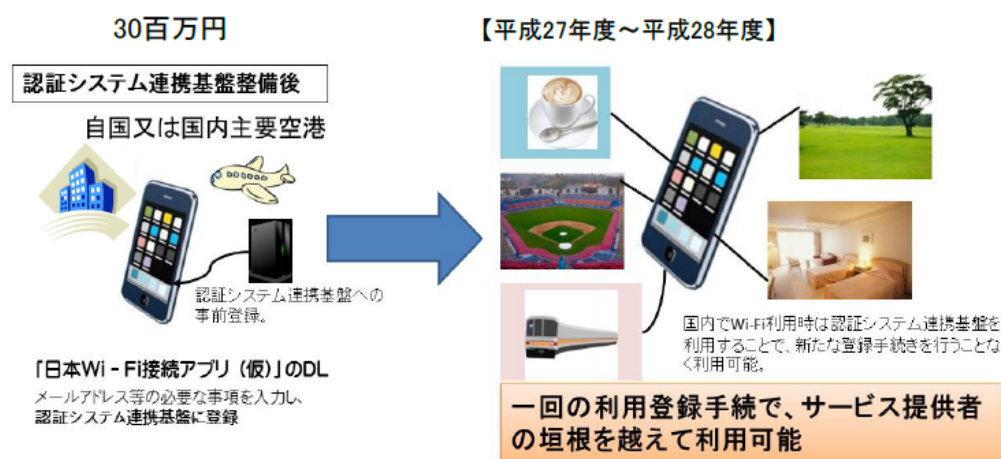 30百万円
【平成27年度～平成28年度】
認証システム連携基盤整備後
自国又は国内主要空港
認証システム連携基盤への
事前登録。
「日本Wi－Fi接続アプリ（仮）」のDL
メールアドレス等の必要な事項を入力し、
認証システム連携基盤に登録
国内でWi-Fi利用時は認証システム連携基盤を
利用することで、新たな登録手続きを行うことな
く利用可能。
一回の利用登録手続で、サービス提供者
の垣根を越えて利用可能